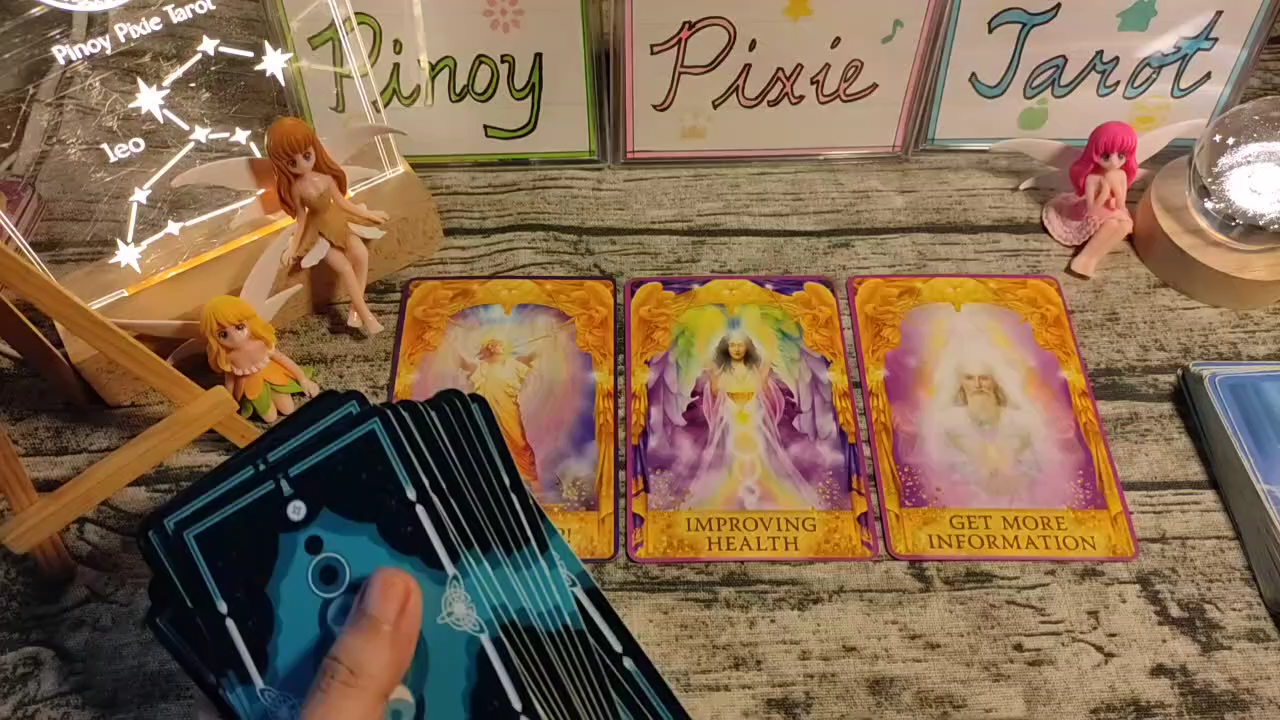 Pinoy Pixie Tarot
leo
Pinoy
Pixie
Tarot
IMPROVING
HEALTH
GET MORE
INFORMATION